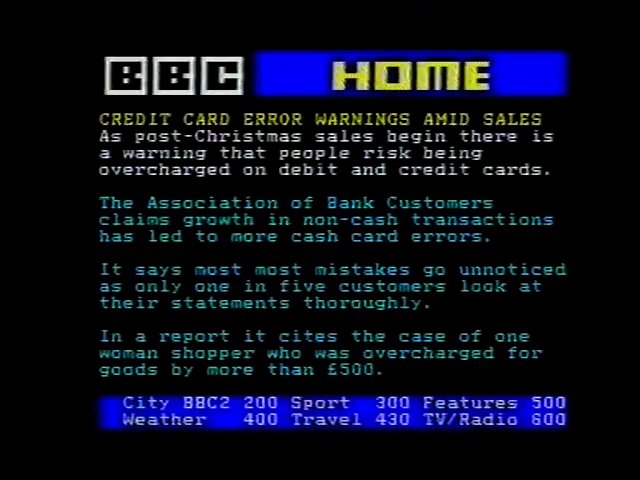 BBC HOME
CREDIT CARD ERROR WARNINGS AMID SALES
As post-Christmas sales begin there is
a warning that people risk being
overcharged on debit and credit cards.
The Association of Bank Customers
claims growth in non-cash transactions
has led to more cash card errors.
It says most most mistakes go unnoticed
as only one in five customers look at
their statements thoroughly.
In a report it cites the case of one
woman shopper who was overcharged for
goods by more than £500.
City BBC2 200 Sport 300 Features 500
Weather 400 Travel 430 TV/Radio 600